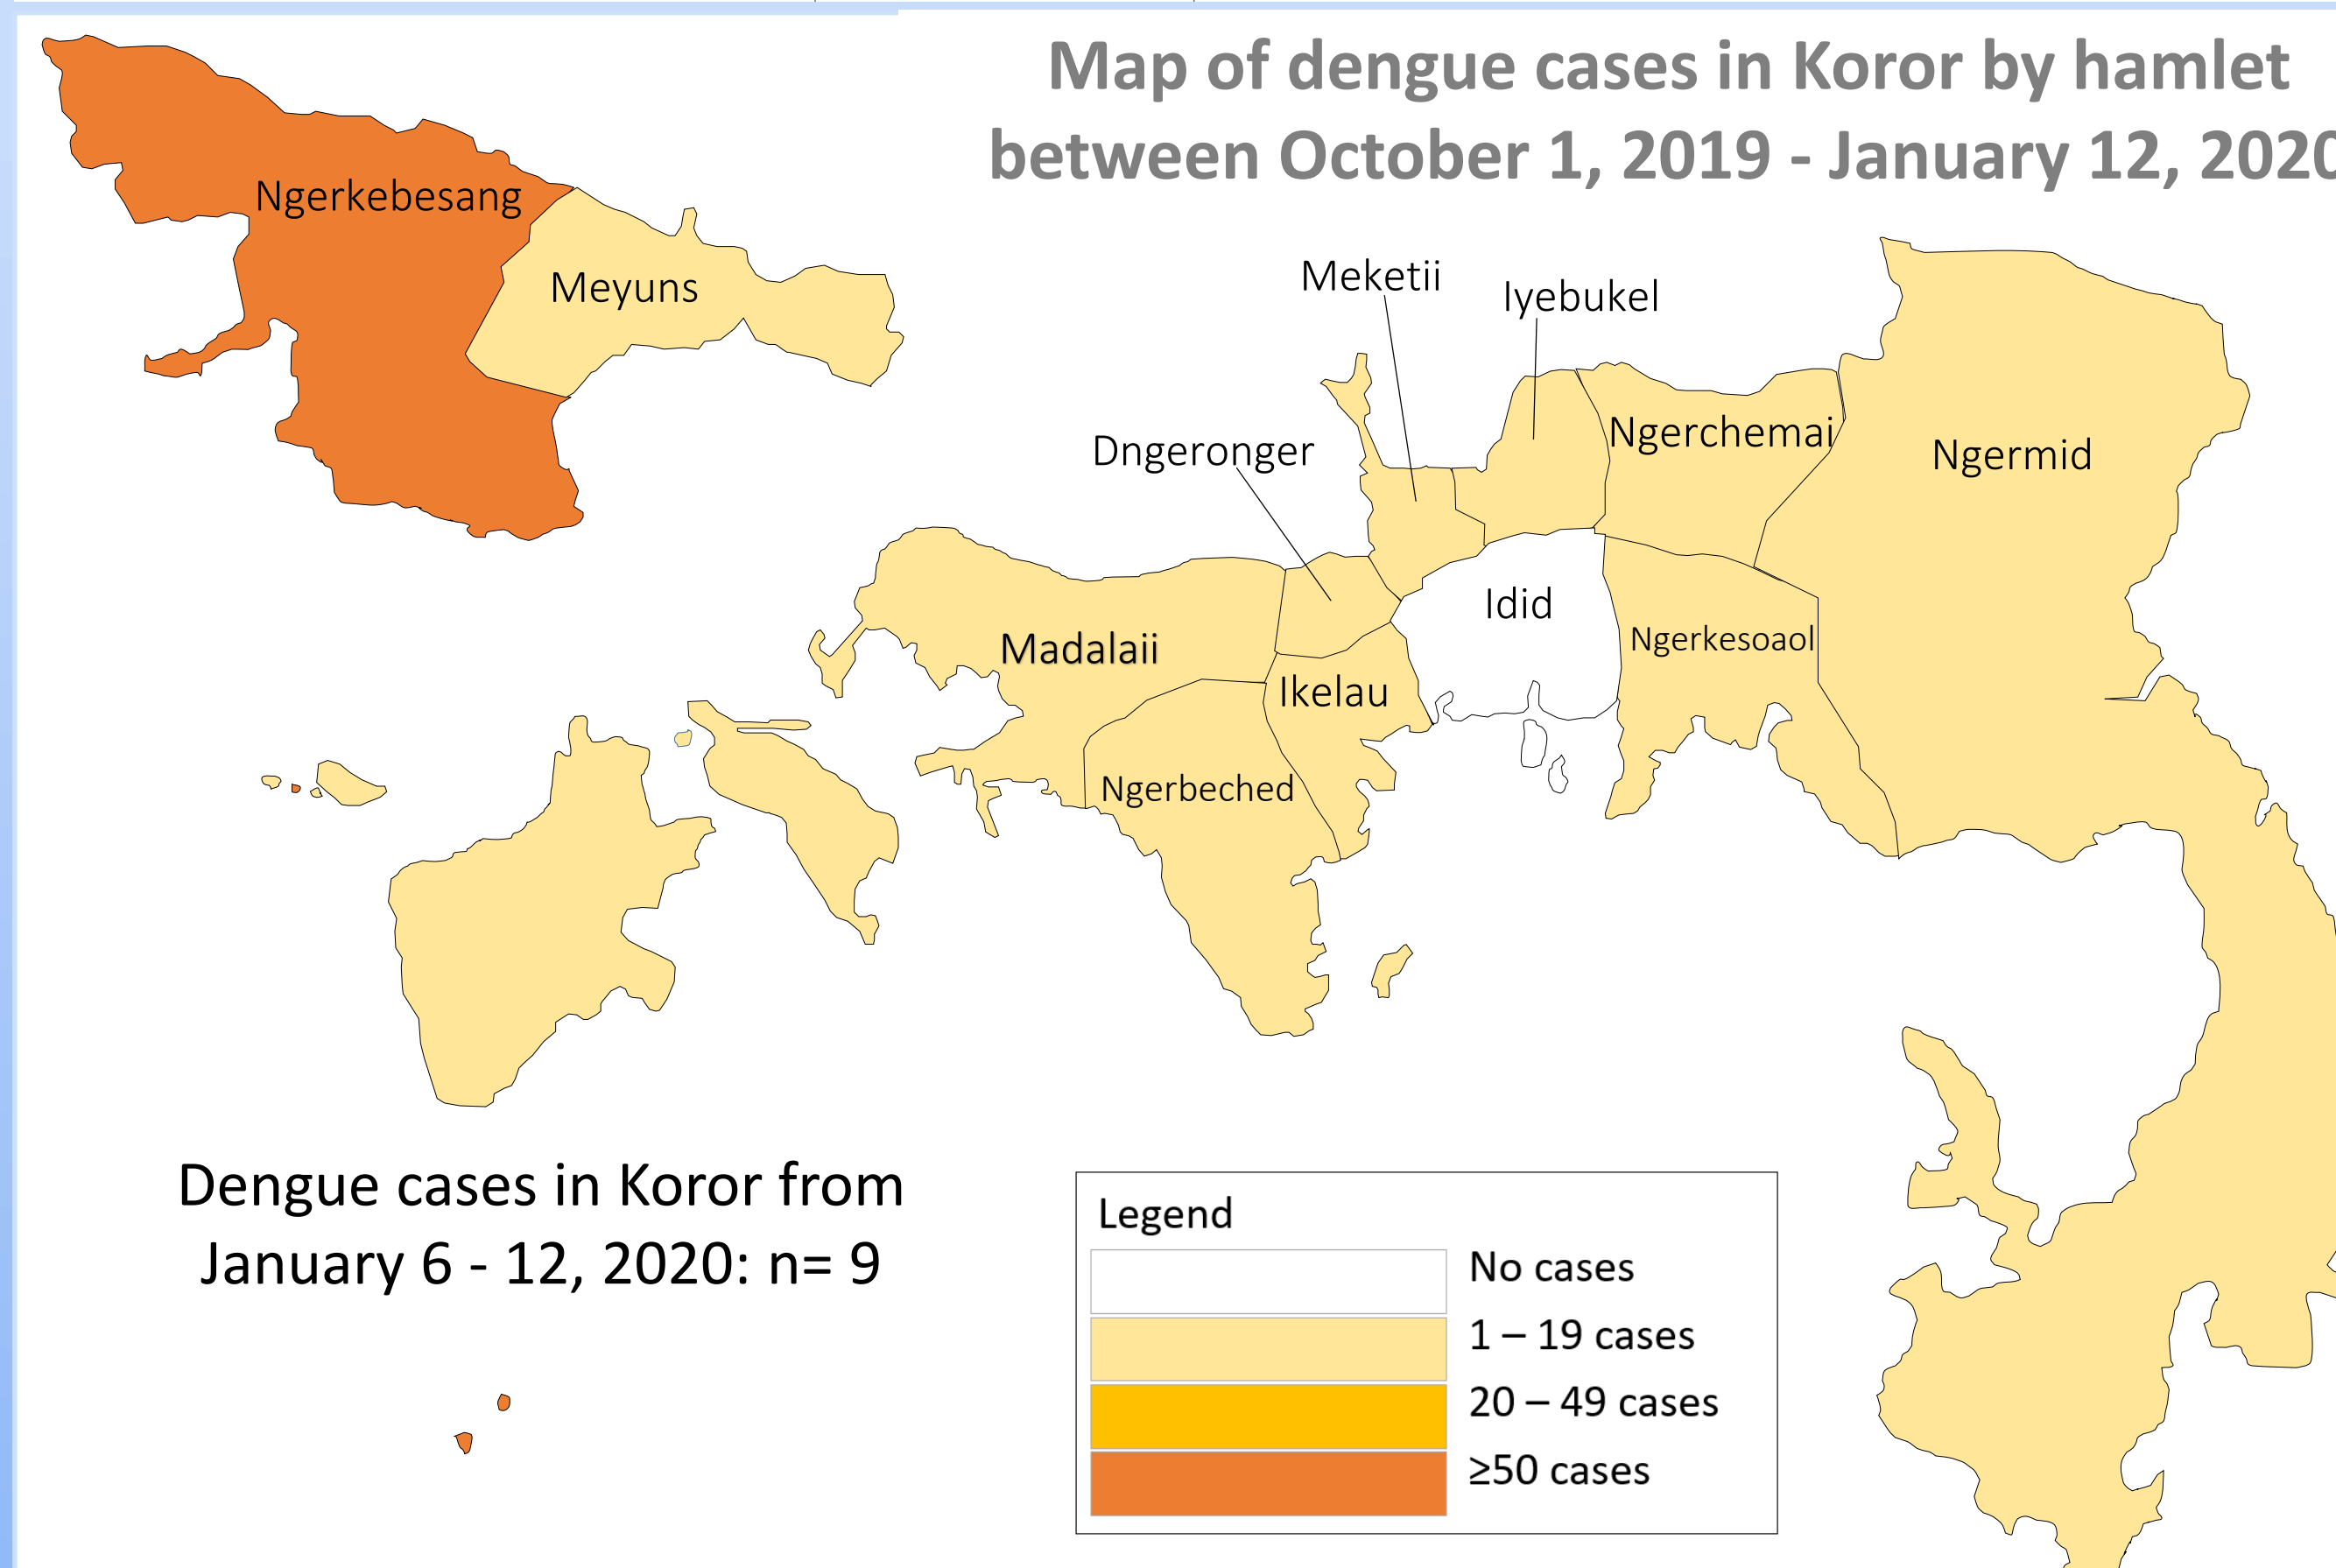 Map of dengue cases in Koror by hamlet
between October 1, 2019 - January 12, 2020
Ngerkebesang
Meyuns
Meketii
Iyebukel
Dngeronger
Ngerchemai
Ngermid
Idid
Madalaii
Ngerkesoaol
Ikelau
Ngerbeched
Dengue cases in Koror from
January 6 - 12, 2020: n= 9
Legend
No cases
1 – 19 cases
20 – 49 cases
≥50 cases